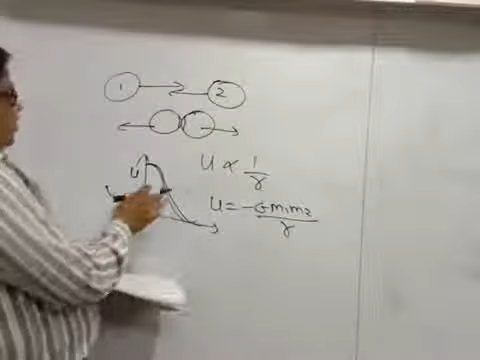 1 2
U
U ∝ 1/r
U = -Gm1m2/r